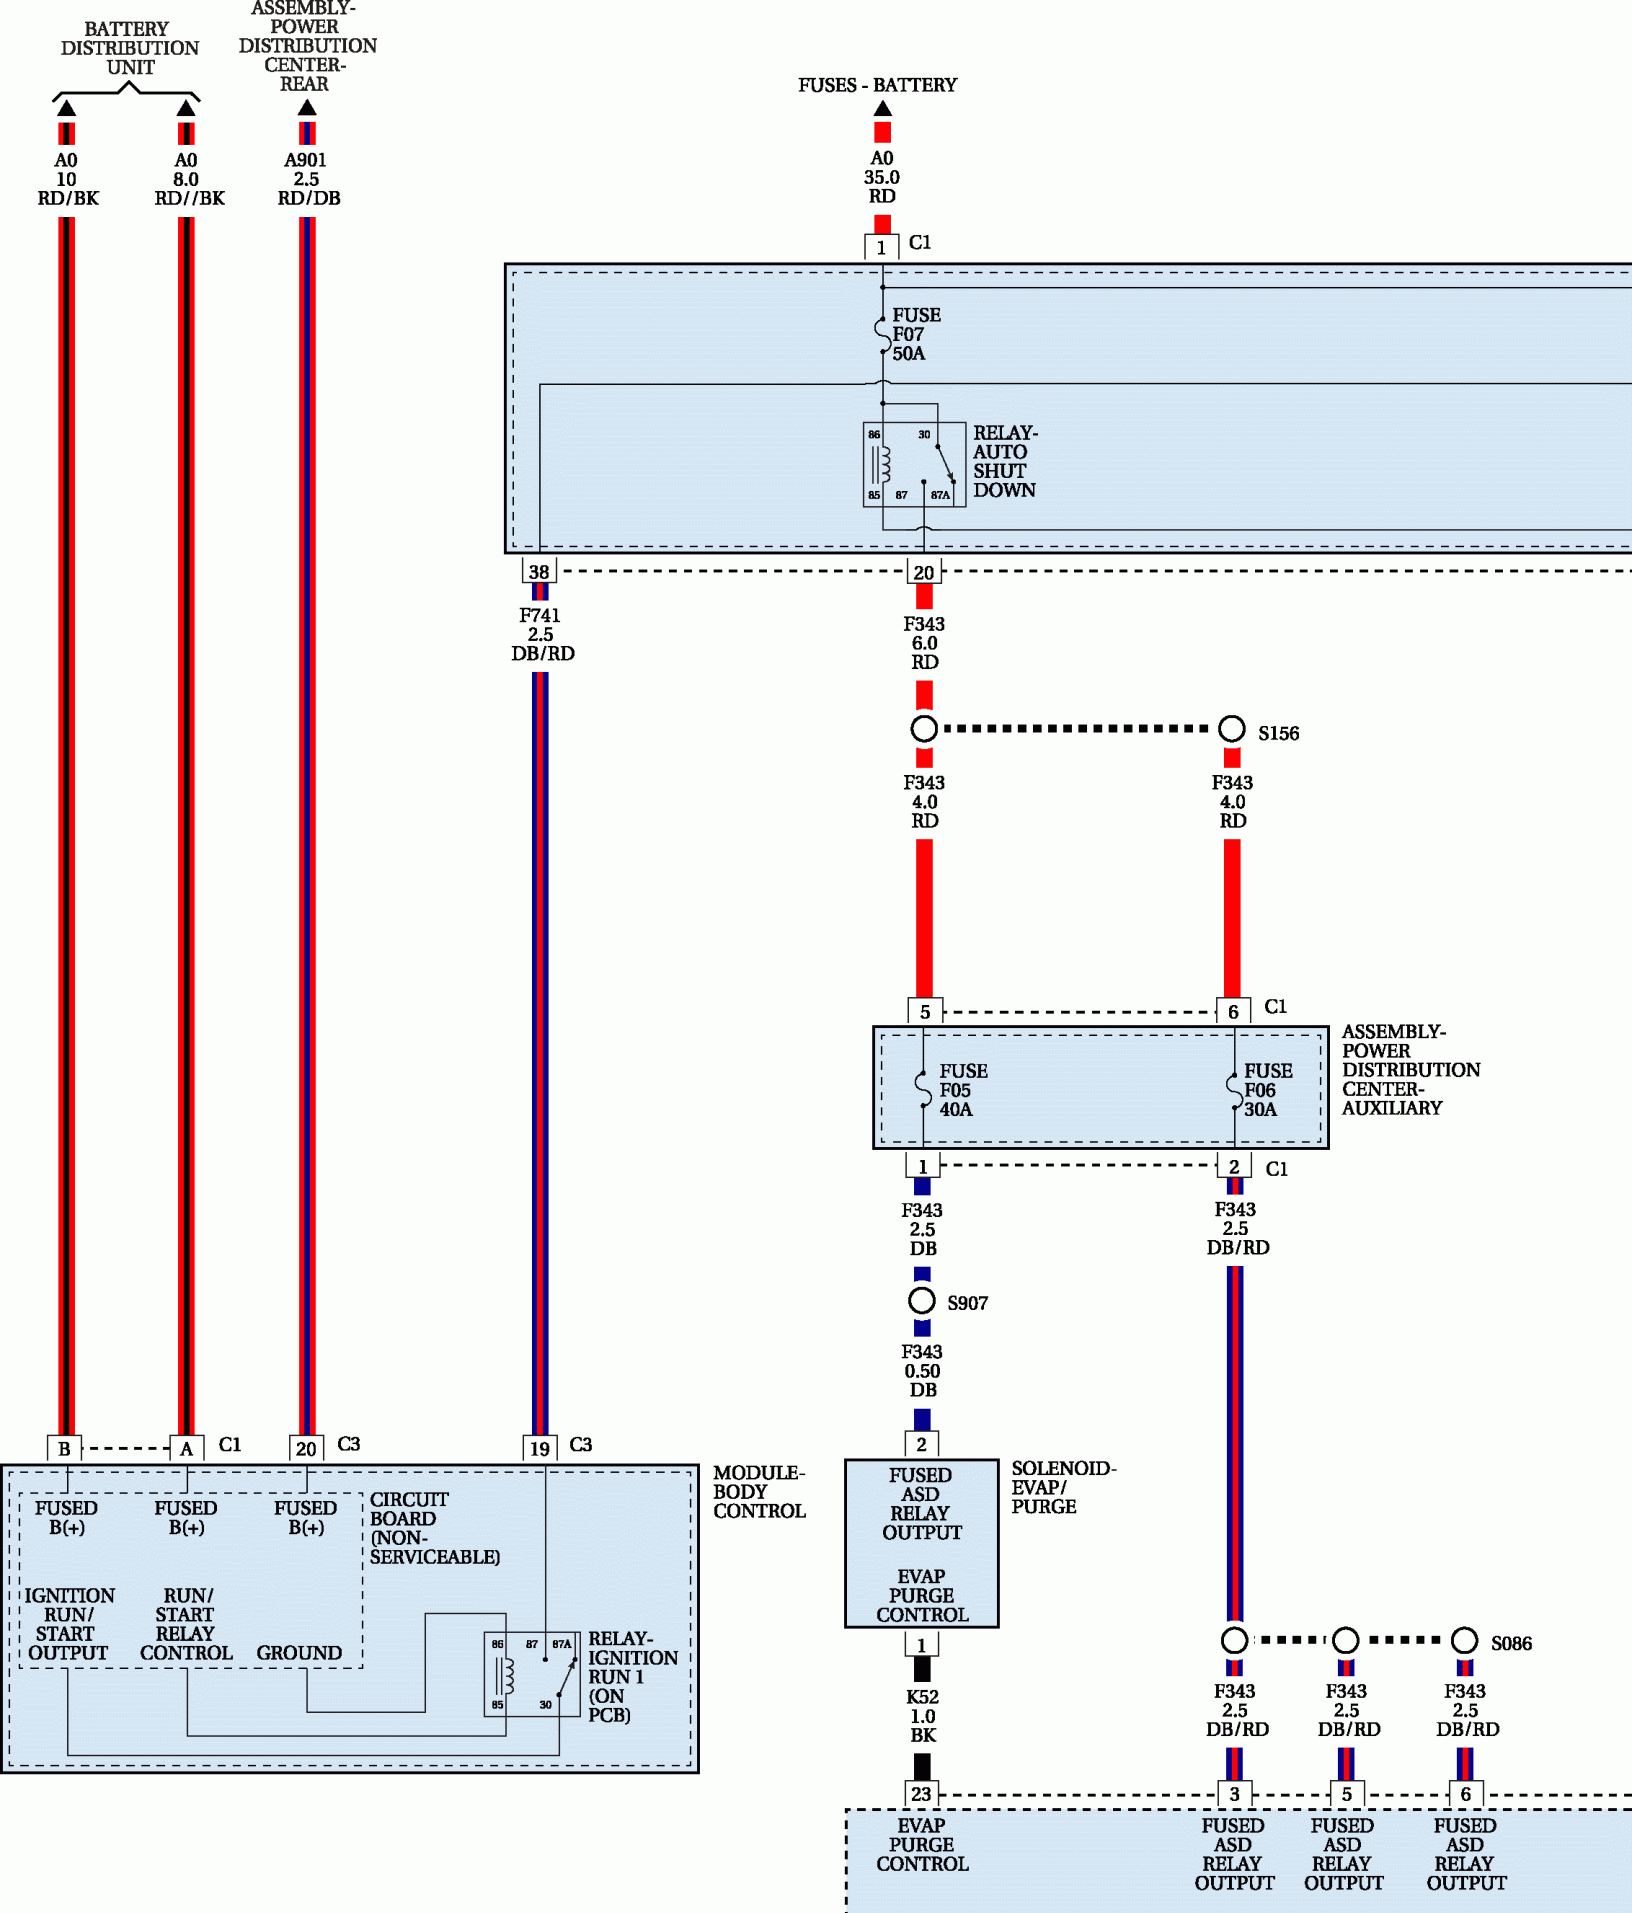 BATTERY
DISTRIBUTION
UNIT
ASSEMBLY-
POWER
DISTRIBUTION
CENTER-
REAR
FUSES - BATTERY
A0
10
RD/BK
A0
8.0
RD//BK
A901
2.5
RD/DB
A0
35.0
RD
1
C1
FUSE
F07
50A
86
30
85
87
87A
RELAY-
AUTO
SHUT
DOWN
38
20
F741
2.5
DB/RD
F343
6.0
RD
S156
F343
4.0
RD
F343
4.0
RD
5
6
C1
FUSE
F05
40A
FUSE
F06
30A
ASSEMBLY-
POWER
DISTRIBUTION
CENTER-
AUXILIARY
1
2
C1
F343
2.5
DB
F343
2.5
DB/RD
S907
F343
0.50
DB
B
A
C1
20
C3
19
C3
2
MODULE-
BODY
CONTROL
FUSED
B(+)
FUSED
B(+)
FUSED
B(+)
CIRCUIT
BOARD
(NON-
SERVICEABLE)
IGNITION
RUN/
START
OUTPUT
RUN/
START
RELAY
CONTROL
GROUND
86
87
87A
85
30
RELAY-
IGNITION
RUN 1
(ON
PCB)
FUSED
ASD
RELAY
OUTPUT
EVAP
PURGE
CONTROL
SOLENOID-
EVAP/
PURGE
1
K52
1.0
BK
S086
F343
2.5
DB/RD
F343
2.5
DB/RD
F343
2.5
DB/RD
23
3
5
6
EVAP
PURGE
CONTROL
FUSED
ASD
RELAY
OUTPUT
FUSED
ASD
RELAY
OUTPUT
FUSED
ASD
RELAY
OUTPUT